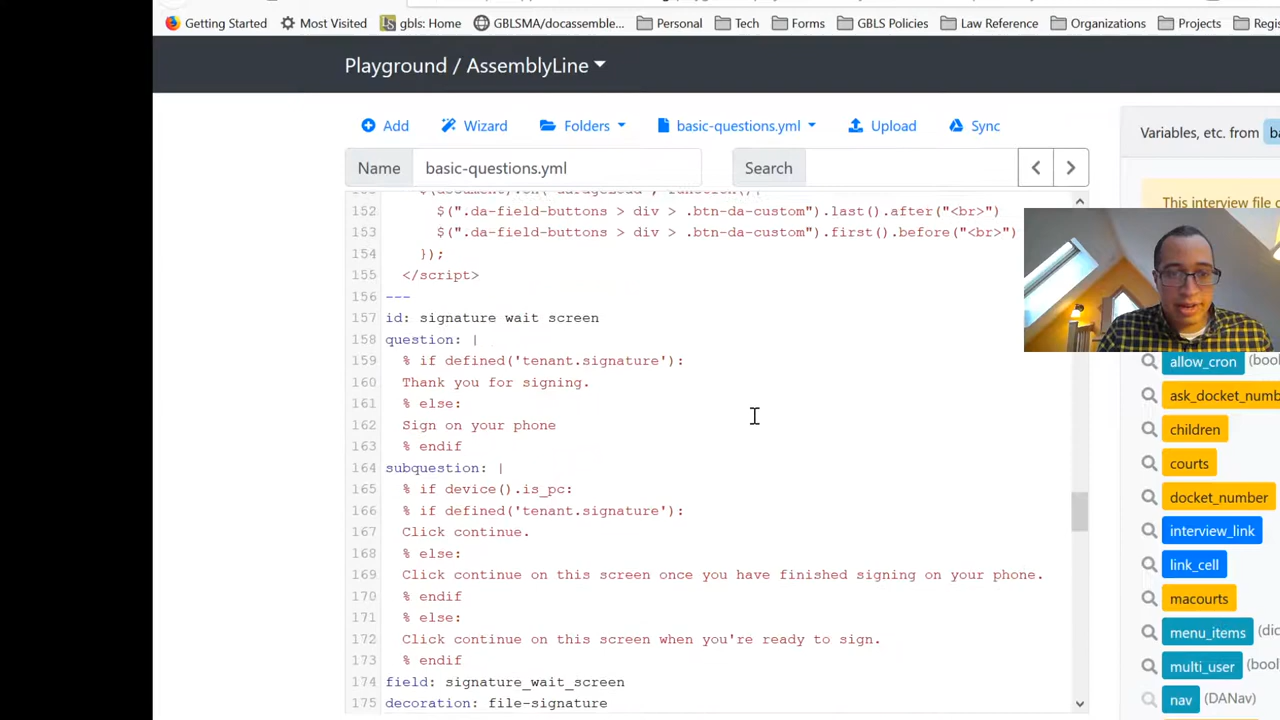 Getting Started Most Visited gbls: Home GBLSMA/docassemble... Personal Tech Forms GBLS Policies Law Reference Organizations Projects Regis
Playground / AssemblyLine
Add Wizard Folders basic-questions.yml Upload Sync
Name basic-questions.yml Search
Variables, etc. from
This interview file
152 $(".da-field-buttons > div > .btn-da-custom").last().after("<br>")
153 $(".da-field-buttons > div > .btn-da-custom").first().before("<br>")
154 });
155 </script>
156 ---
157 id: signature wait screen
158 question: |
159 % if defined('tenant.signature'):
160 Thank you for signing.
161 % else:
162 Sign on your phone
163 % endif
164 subquestion: |
165 % if device().is_pc:
166 % if defined('tenant.signature'):
167 Click continue.
168 % else:
169 Click continue on this screen once you have finished signing on your phone.
170 % endif
171 % else:
172 Click continue on this screen when you're ready to sign.
173 % endif
174 field: signature_wait_screen
175 decoration: file-signature
allow_cron (boo
ask_docket_numb
children
courts
docket_number
interview_link
link_cell
macourts
menu_items (dic
multi_user (boo
nav (DANav)